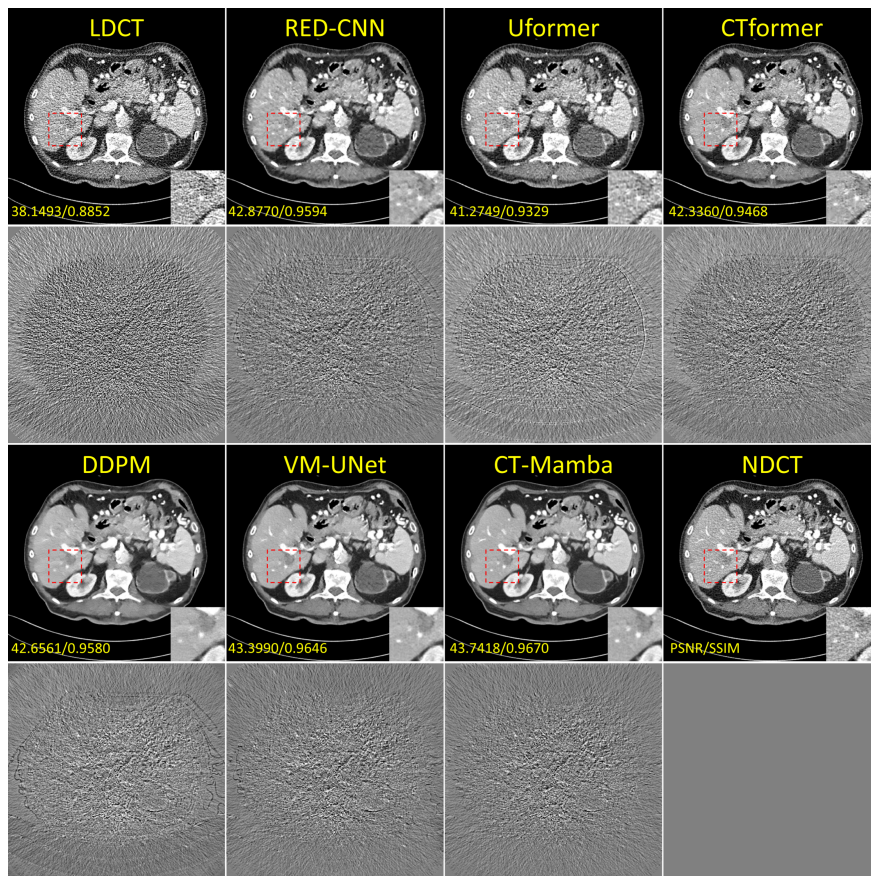 LDCT
RED-CNN
Uformer
CTformer
38.1493/0.8852
42.8770/0.9594
41.2749/0.9329
42.3360/0.9468
DDPM
VM-UNet
CT-Mamba
NDCT
42.6561/0.9580
43.3990/0.9646
43.7418/0.9670
PSNR/SSIM